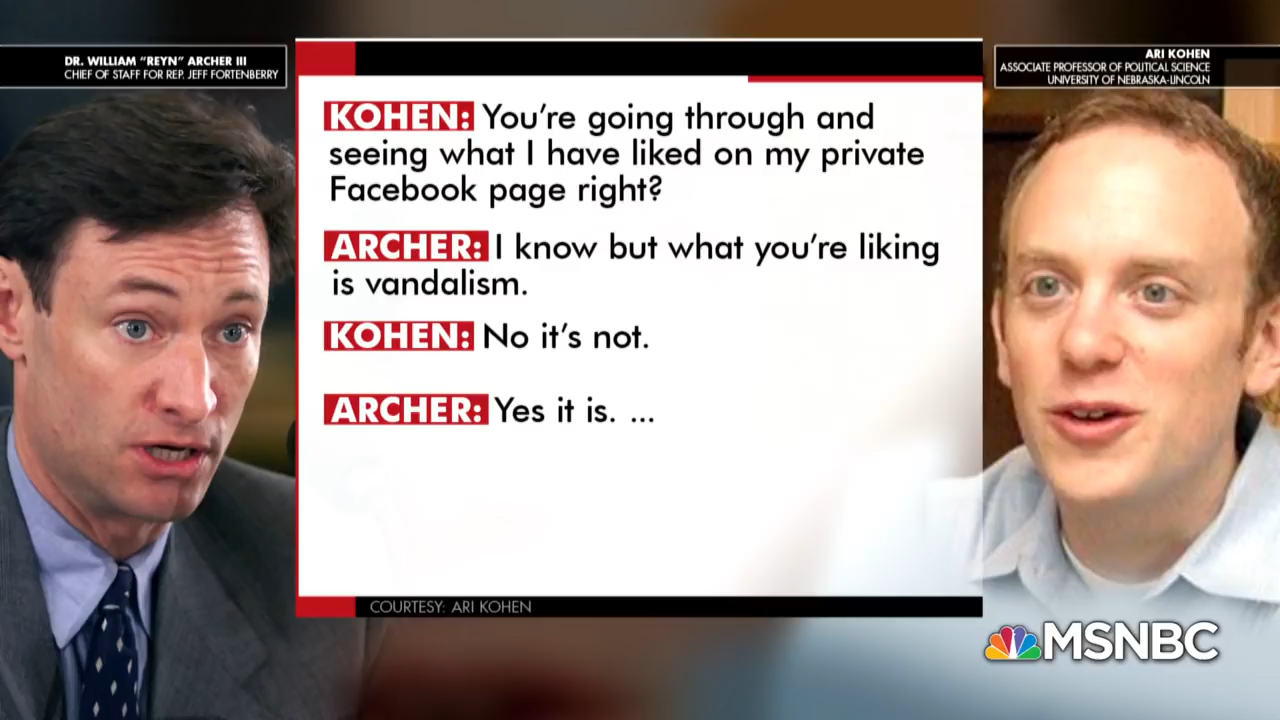 DR. WILLIAM “REYN” ARCHER III
CHIEF OF STAFF FOR REP. JEFF FORTENBERRY
ARI KOHEN
ASSOCIATE PROFESSOR OF POLITICAL SCIENCE
UNIVERSITY OF NEBRASKA-LINCOLN
KOHEN: You’re going through and
seeing what I have liked on my private
Facebook page right?
ARCHER: I know but what you’re liking
is vandalism.
KOHEN: No it’s not.
ARCHER: Yes it is. ...
COURTESY: ARI KOHEN
MSNBC